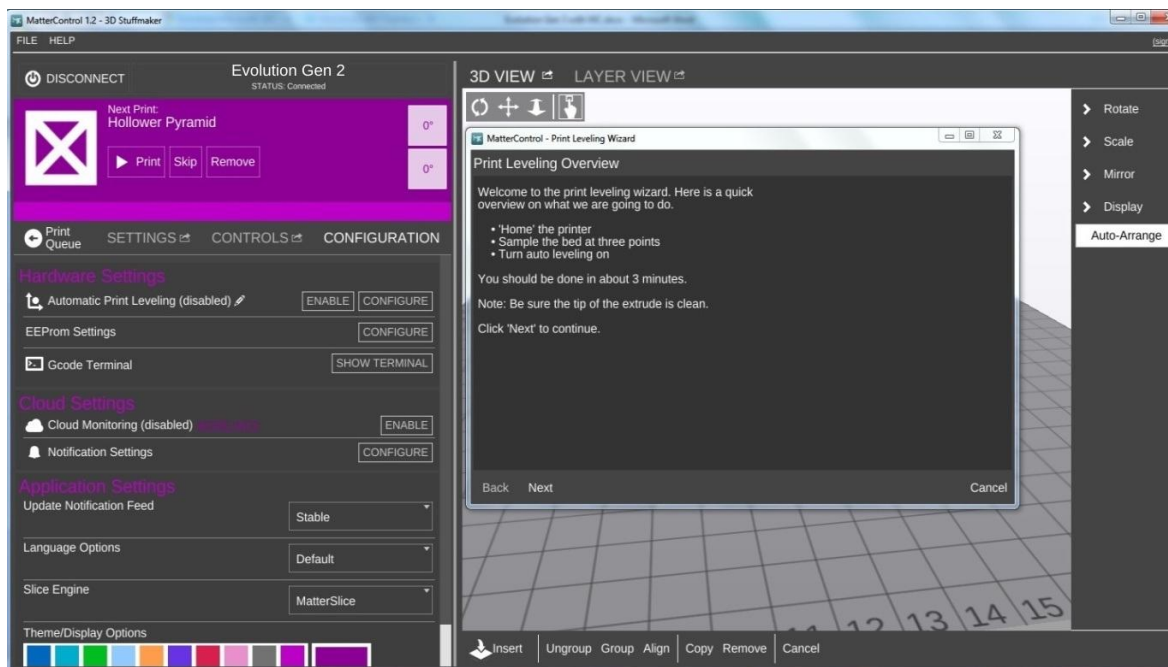 MatterControl 1.2 - 3D Stuffmaker
FILE HELP
DISCONNECT
Evolution Gen 2
STATUS: Connected
Next Print:
Hollower Pyramid
Print Skip Remove
0°
0°
Print
Queue
SETTINGS
CONTROLS
CONFIGURATION
Hardware Settings
Automatic Print Leveling (disabled)
ENABLE CONFIGURE
EEProm Settings
CONFIGURE
Gcode Terminal
SHOW TERMINAL
Cloud Settings
Cloud Monitoring (disabled)
ENABLE
Notification Settings
CONFIGURE
Application Settings
Update Notification Feed
Stable
Language Options
Default
Slice Engine
MatterSlice
Theme/Display Options
3D VIEW LAYER VIEW
MatterControl - Print Leveling Wizard
Print Leveling Overview
Welcome to the print leveling wizard. Here is a quick
overview on what we are going to do.
• 'Home' the printer
• Sample the bed at three points
• Turn auto leveling on
You should be done in about 3 minutes.
Note: Be sure the tip of the extrude is clean.
Click 'Next' to continue.
Back Next Cancel
Rotate
Scale
Mirror
Display
Auto-Arrange
11 12 13 14 15
Insert Ungroup Group Align Copy Remove Cancel